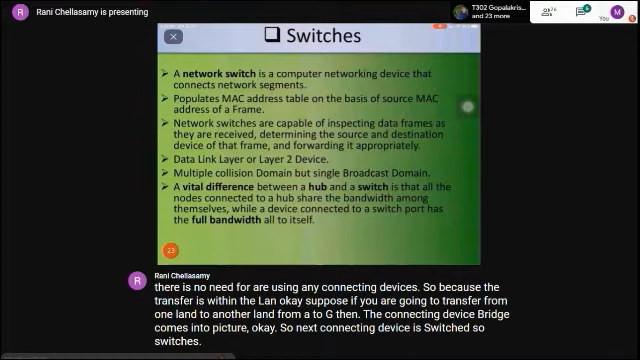 R Rani Chellasamy is presenting
T302 Gopalakris...
and 23 more
26
6
M
You
❑ Switches
➢ A network switch is a computer networking device that
connects network segments.
➢ Populates MAC address table on the basis of source MAC
address of a Frame.
➢ Network switches are capable of inspecting data frames as
they are received, determining the source and destination
device of that frame, and forwarding it appropriately.
➢ Data Link Layer or Layer 2 Device.
➢ Multiple collision Domain but single Broadcast Domain.
➢ A vital difference between a hub and a switch is that all the
nodes connected to a hub share the bandwidth among
themselves, while a device connected to a switch port has
the full bandwidth all to itself.
23
R Rani Chellasamy
there is no need for are using any connecting devices. So because the
transfer is within the Lan okay suppose if you are going to transfer from
one land to another land from a to G then. The connecting device Bridge
comes into picture, okay. So next connecting device is Switched so
switches.